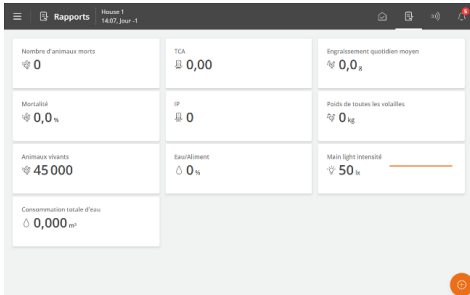 Rapports
House 1
14:07, Jour -1
6
Nombre d'animaux morts
0
TCA
0,00
Engraissement quotidien moyen
0,0 g
Mortalité
0,0 %
IP
0
Poids de toutes les volailles
0 kg
Animaux vivants
45 000
Eau/Aliment
0 %
Main light intensité
50 lx
Consommation totale d'eau
0,000 m³